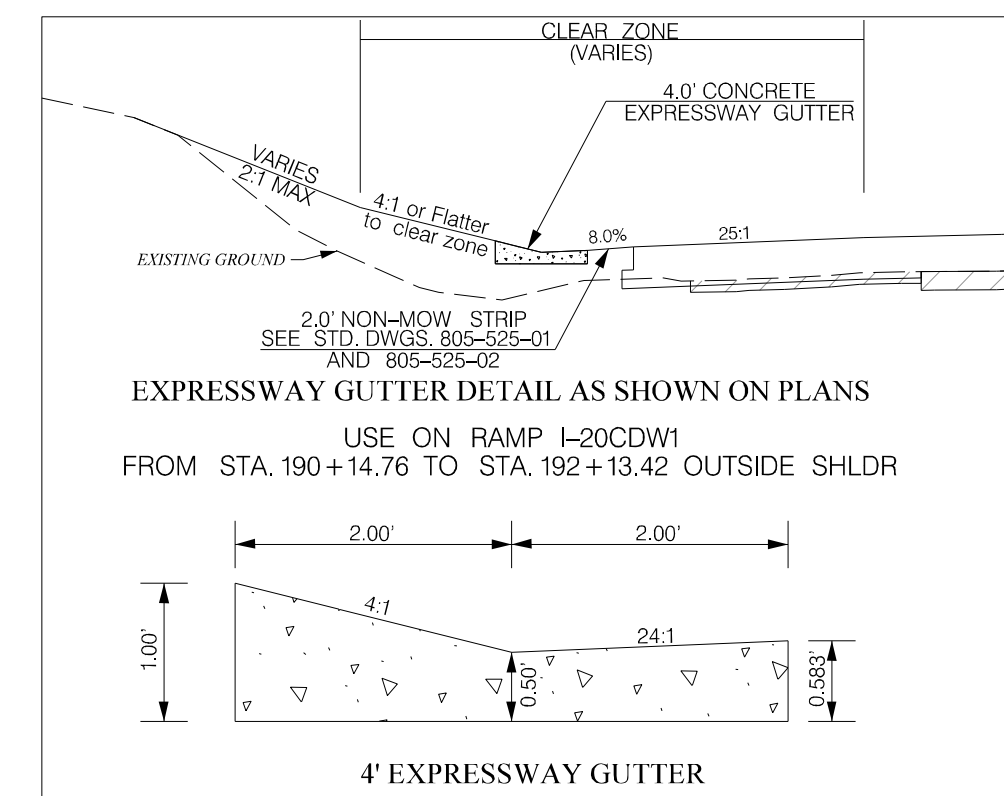 CLEAR ZONE
(VARIES)
4.0' CONCRETE
EXPRESSWAY GUTTER
VARIES
2:1 MAX
4:1 or Flatter
to clear zone
8.0%
25:1
EXISTING GROUND
2.0' NON-MOW STRIP
SEE STD. DWGS. 805-525-01
AND 805-525-02
EXPRESSWAY GUTTER DETAIL AS SHOWN ON PLANS
USE ON RAMP I-20CDW1
FROM STA. 190+14.76 TO STA. 192+13.42 OUTSIDE SHLDR
2.00'
2.00'
4:1
24:1
1.00'
0.50'
0.583'
4' EXPRESSWAY GUTTER